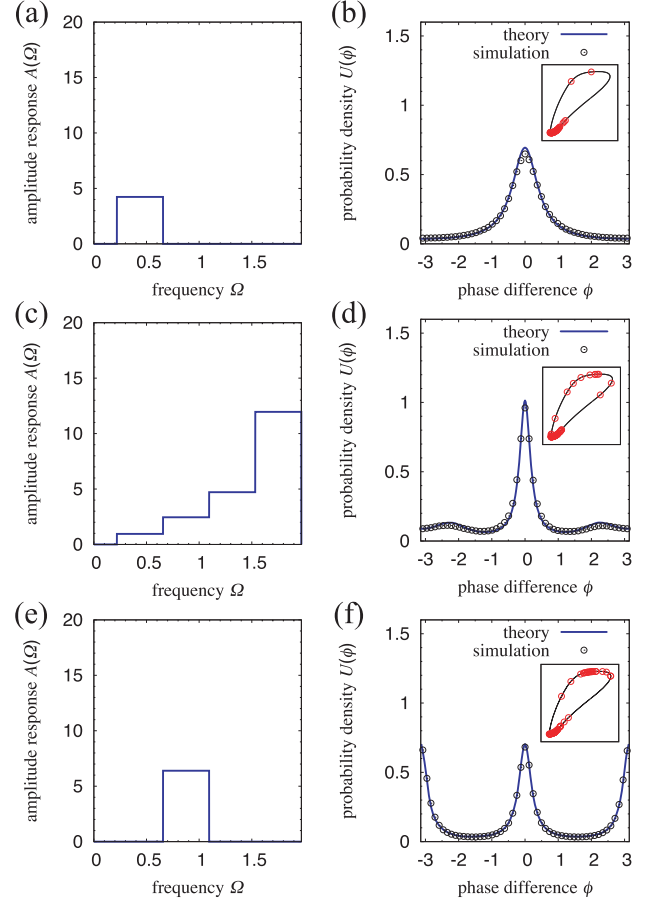 (a)
20
15
10
5
0
0 0.5 1 1.5
amplitude response A(Ω)
frequency Ω
(b)
1.5
1
0.5
0
-3 -2 -1 0 1 2 3
probability density U(ϕ)
phase difference ϕ
theory
simulation
(c)
20
15
10
5
0
0 0.5 1 1.5
amplitude response A(Ω)
frequency Ω
(d)
1.5
1
0.5
0
-3 -2 -1 0 1 2 3
probability density U(ϕ)
phase difference ϕ
theory
simulation
(e)
20
15
10
5
0
0 0.5 1 1.5
amplitude response A(Ω)
frequency Ω
(f)
1.5
1
0.5
0
-3 -2 -1 0 1 2 3
probability density U(ϕ)
phase difference ϕ
theory
simulation